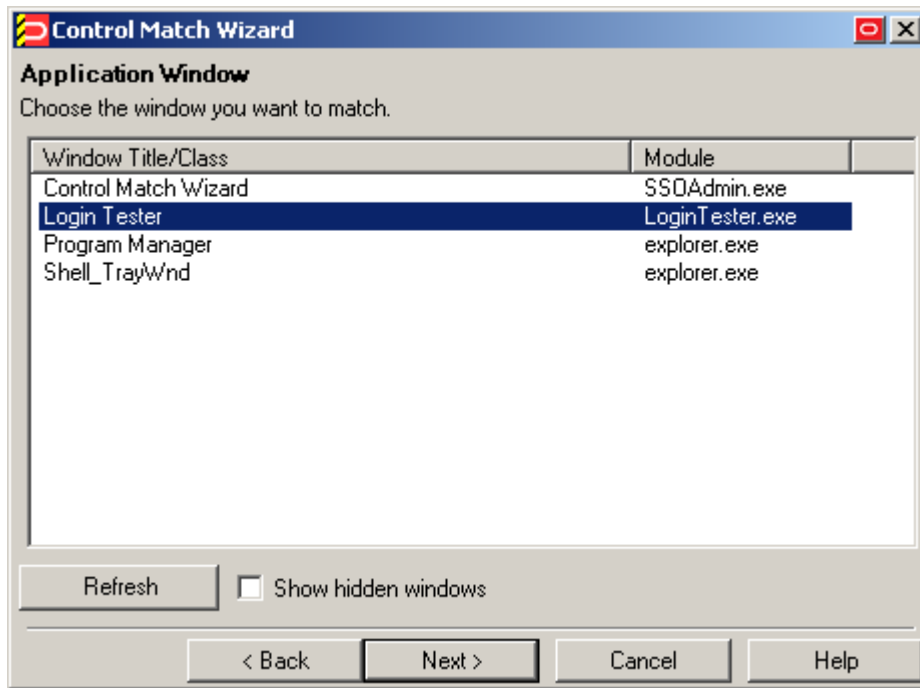 Control Match Wizard
Application Window
Choose the window you want to match.
Window Title/Class Module
Control Match Wizard SSOAdmin.exe
Login Tester LoginTester.exe
Program Manager explorer.exe
Shell_TrayWnd explorer.exe
Refresh Show hidden windows
< Back Next > Cancel Help